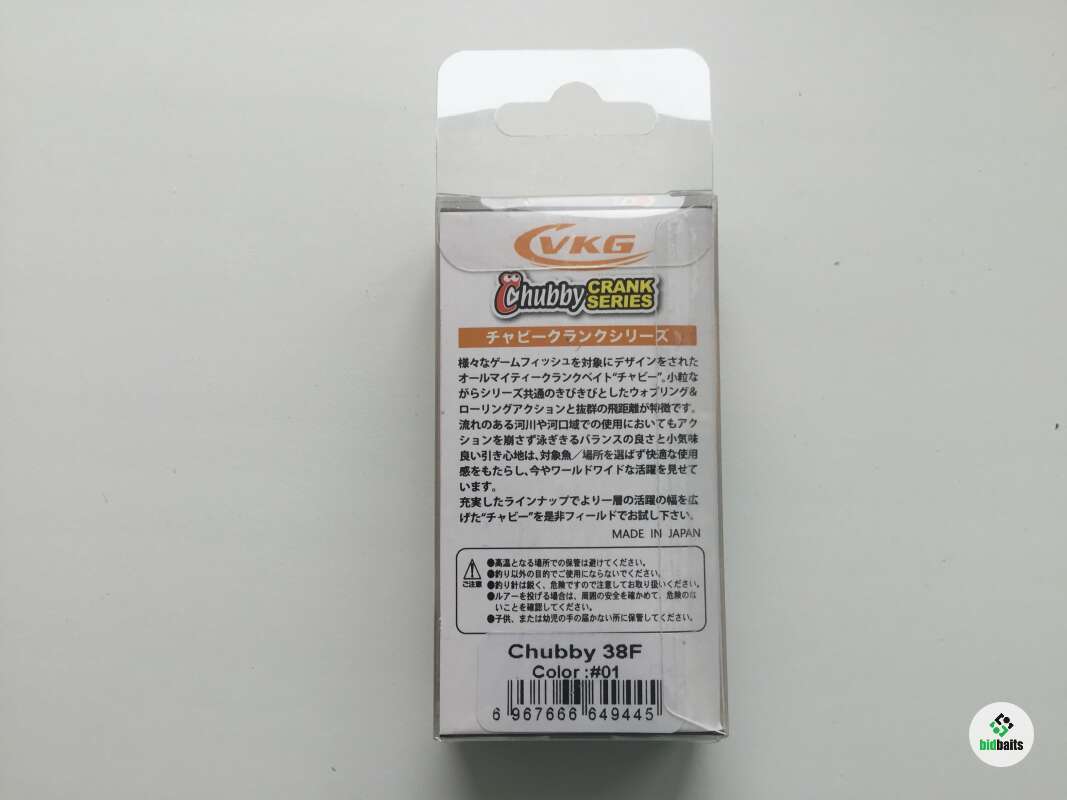 VKG
Chubby CRANK SERIES
チャビークランクシリーズ
様々なゲームフィッシュを対象にデザインをされた
オールマイティークランクベイト"チャビー"。小粒な
がらシリーズ共通のきびきびとしたウォブリング&
ローリングアクションと抜群の飛距離が特徴です。
流れのある河川や河口域での使用においてもアク
ションを崩さず泳ぎきるバランスの良さと小気味
良い引き心地は、対象魚／場所を選ばず快適な使用
感をもたらし、今やワールドワイドな活躍を見せて
います。
充実したラインナップでより一層の活躍の幅を広
げた"チャビー"を是非フィールドでお試し下さい。
MADE IN JAPAN
ご注意
●高温となる場所での保管は避けてください。
●釣り以外の目的でご使用にならないでください。
●釣り針は鋭く、危険ですので注意してお取り扱いください。
●ルアーを投げる場合は、周囲の安全を確かめて、危険のな
いことを確認してください。
●子供、または幼児の手の届かない所に保管してください。
Chubby 38F
Color :#01
6 967666 649445
bidbaits